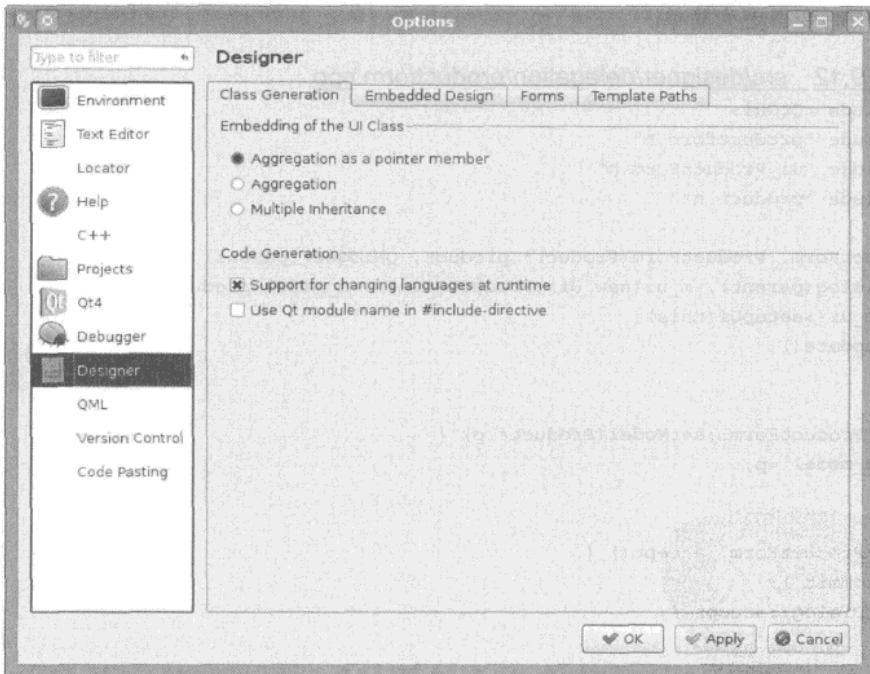 Options
Type to filter
Designer
Environment
Text Editor
Locator
Help
C++
Projects
Qt4
Debugger
Designer
QML
Version Control
Code Pasting
Class Generation
Embedded Design
Forms
Template Paths
Embedding of the UI Class
Aggregation as a pointer member
Aggregation
Multiple Inheritance
Code Generation
Support for changing languages at runtime
Use Qt module name in #include-directive
OK
Apply
Cancel